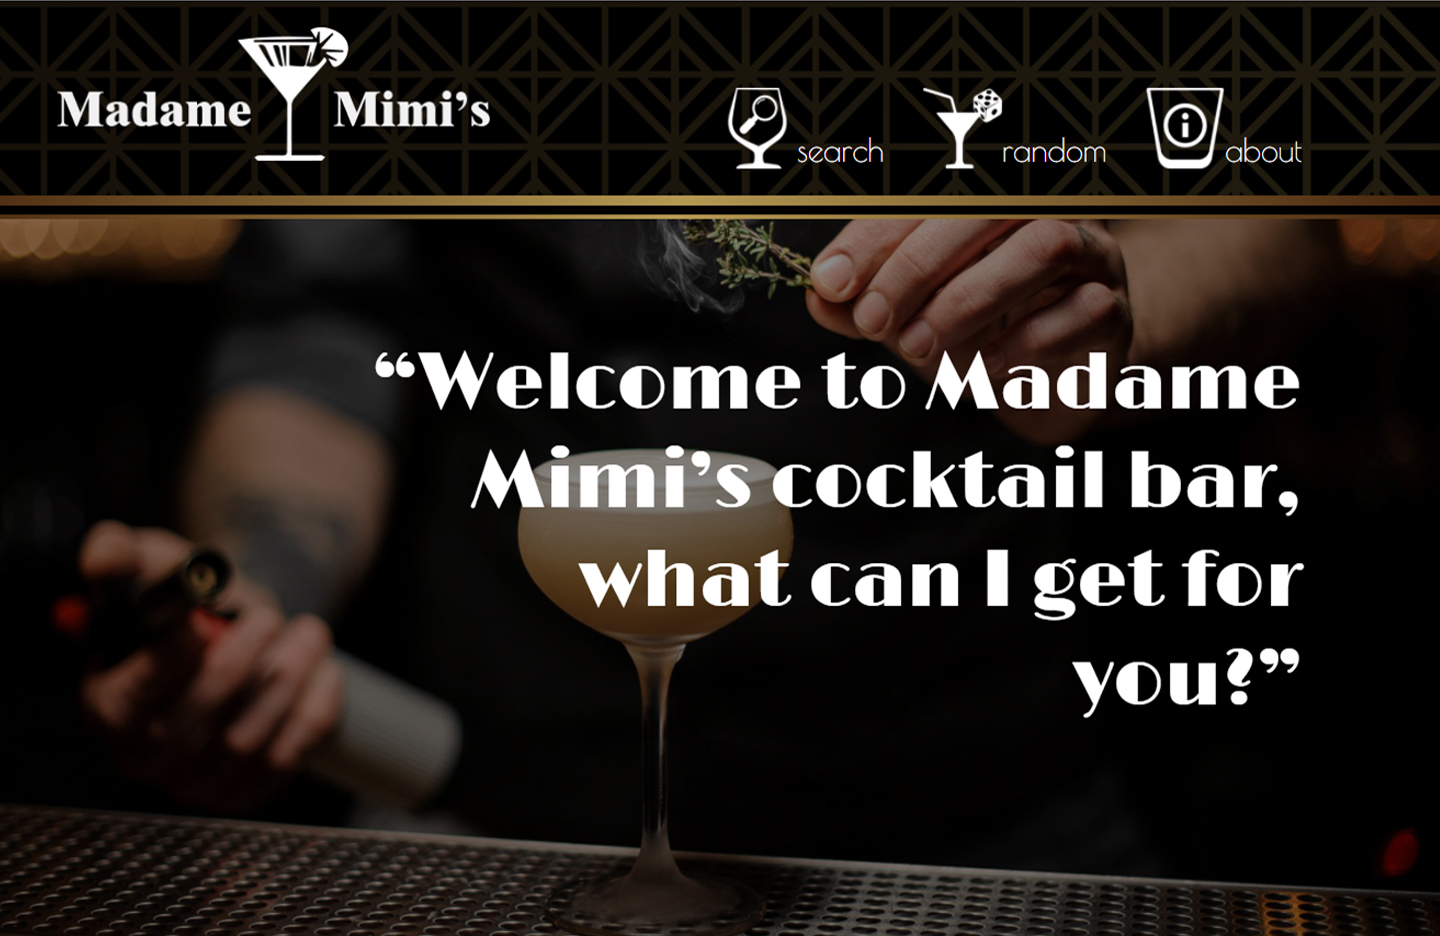 Madame Mimi’s
search random about
“Welcome to Madame
Mimi’s cocktail bar,
what can I get for
you?”